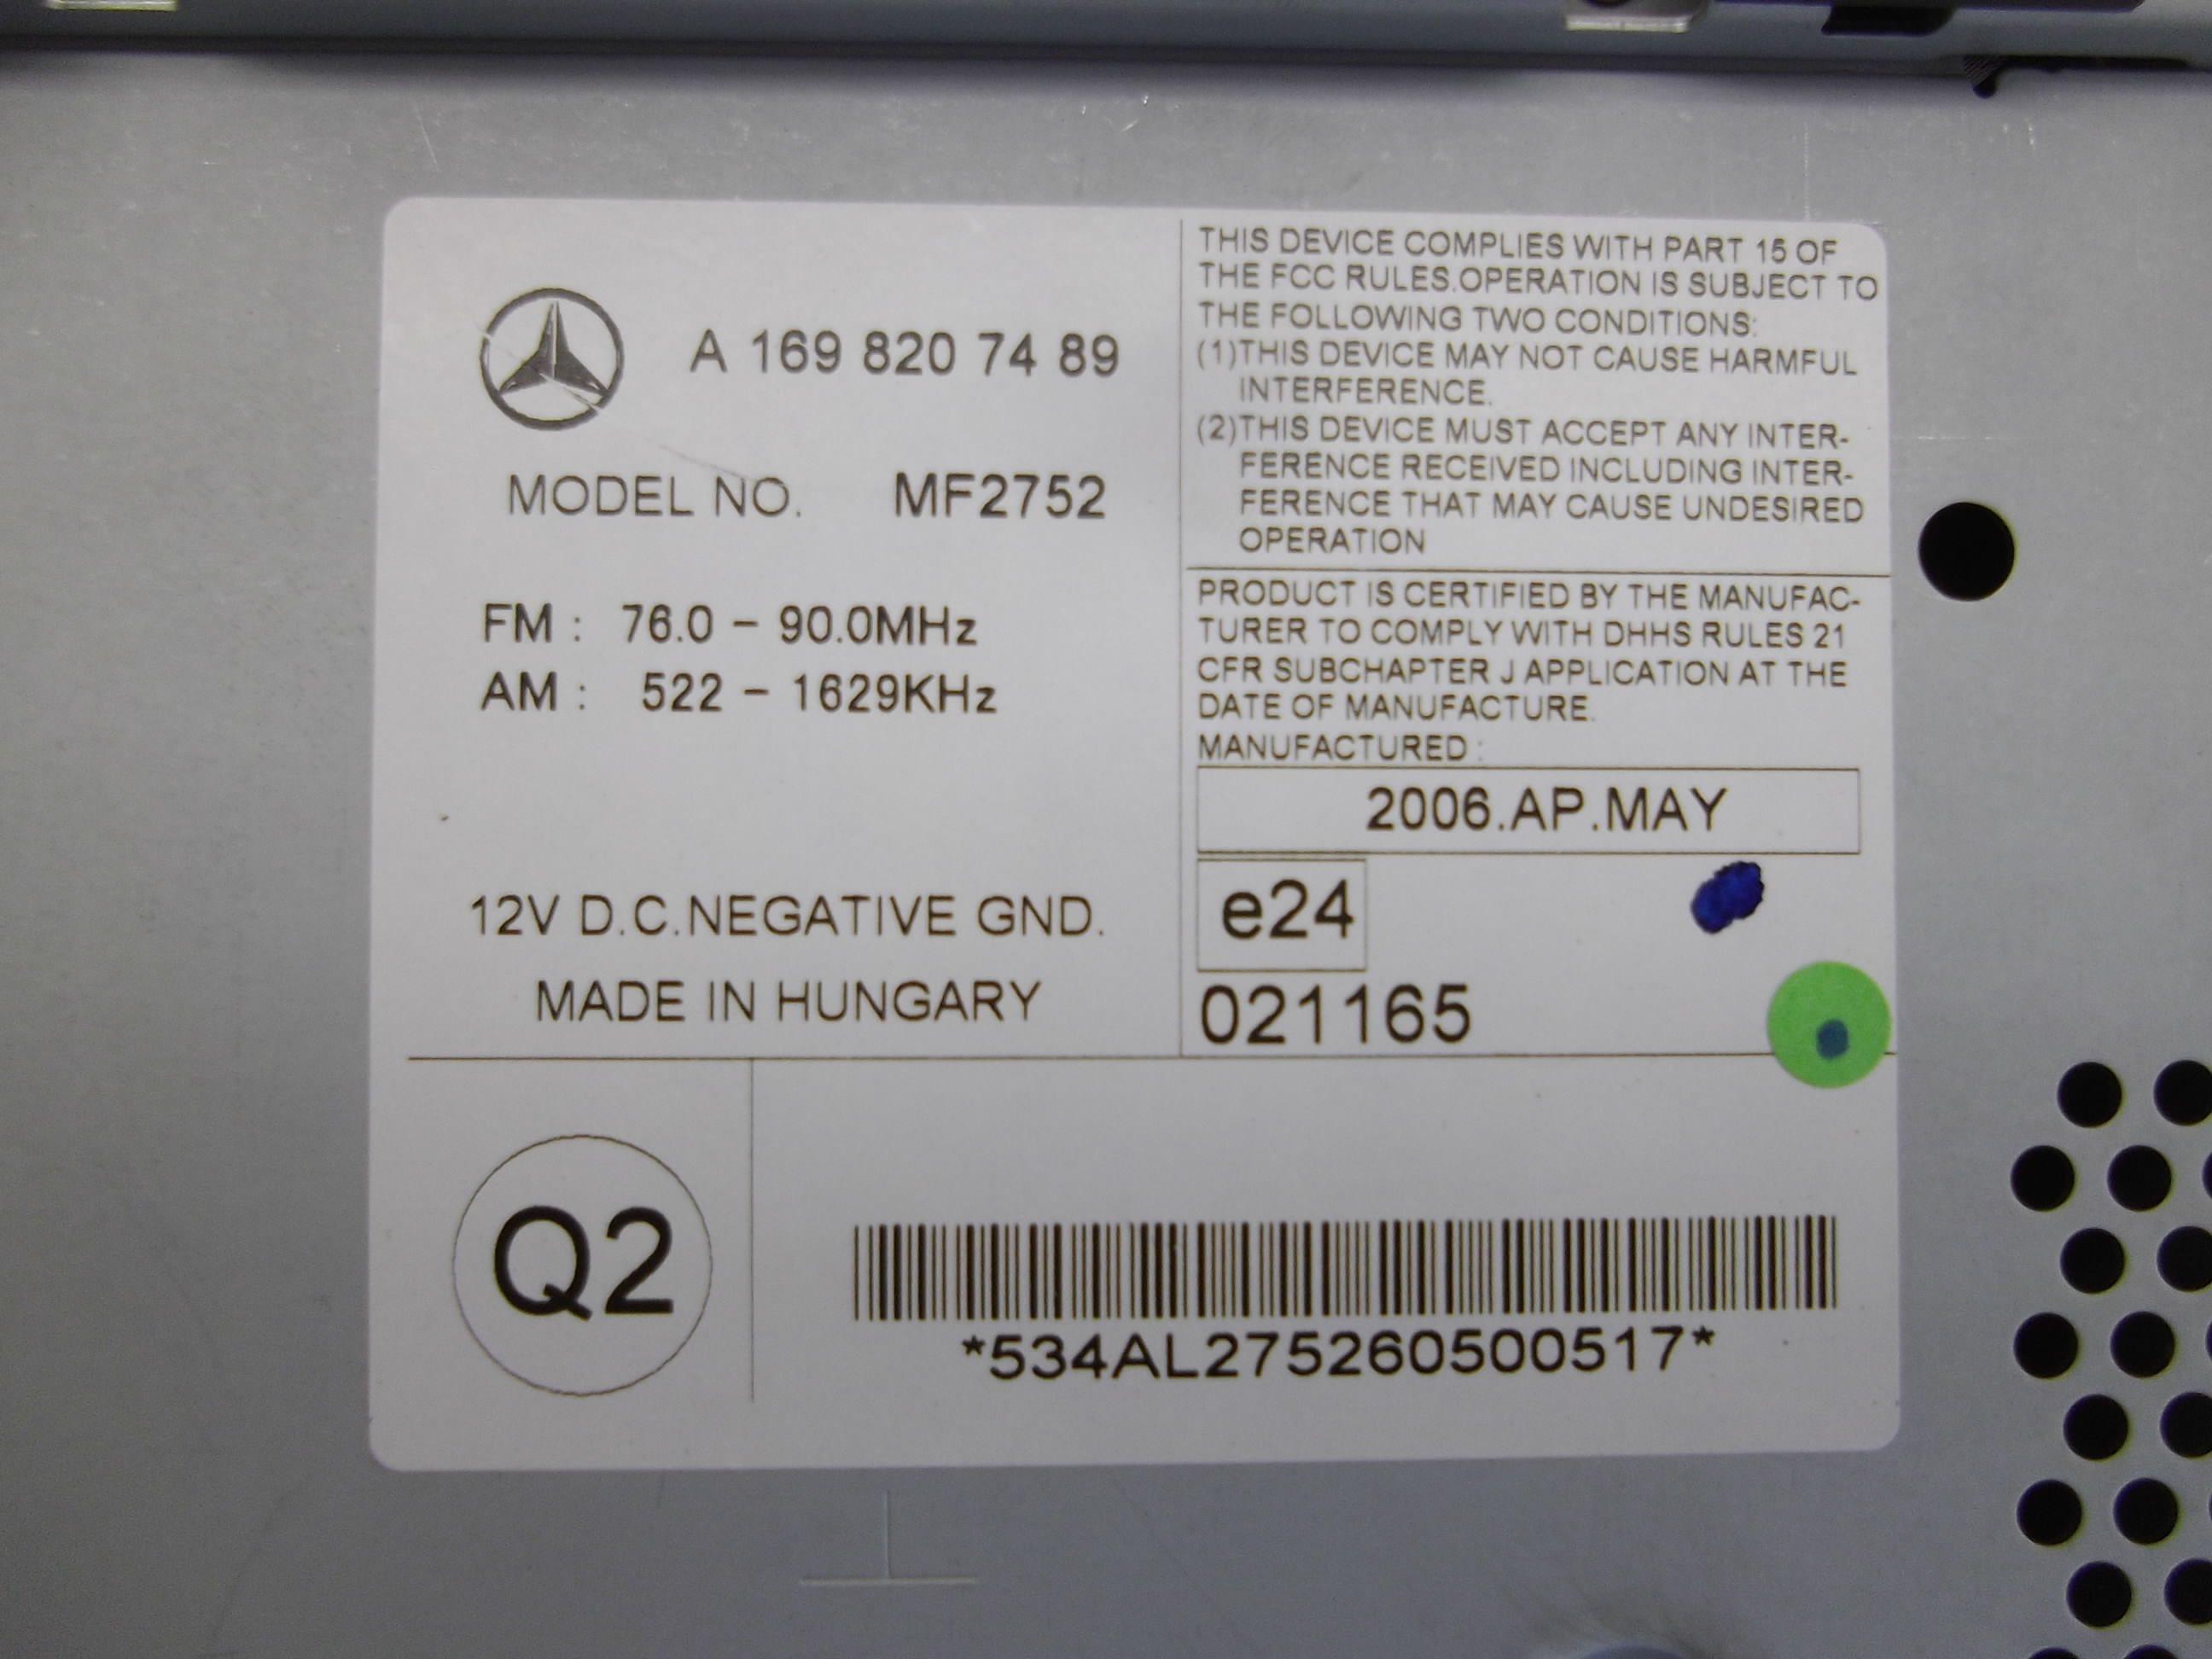 A 169 820 74 89
MODEL NO. MF2752
FM : 76.0 – 90.0MHz
AM : 522 – 1629KHz
12V D.C.NEGATIVE GND.
MADE IN HUNGARY
THIS DEVICE COMPLIES WITH PART 15 OF
THE FCC RULES.OPERATION IS SUBJECT TO
THE FOLLOWING TWO CONDITIONS:
(1)THIS DEVICE MAY NOT CAUSE HARMFUL
INTERFERENCE.
(2)THIS DEVICE MUST ACCEPT ANY INTER-
FERENCE RECEIVED INCLUDING INTER-
FERENCE THAT MAY CAUSE UNDESIRED
OPERATION
PRODUCT IS CERTIFIED BY THE MANUFAC-
TURER TO COMPLY WITH DHHS RULES 21
CFR SUBCHAPTER J APPLICATION AT THE
DATE OF MANUFACTURE.
MANUFACTURED :
2006.AP.MAY
e24
021165
Q2
*534AL275260500517*